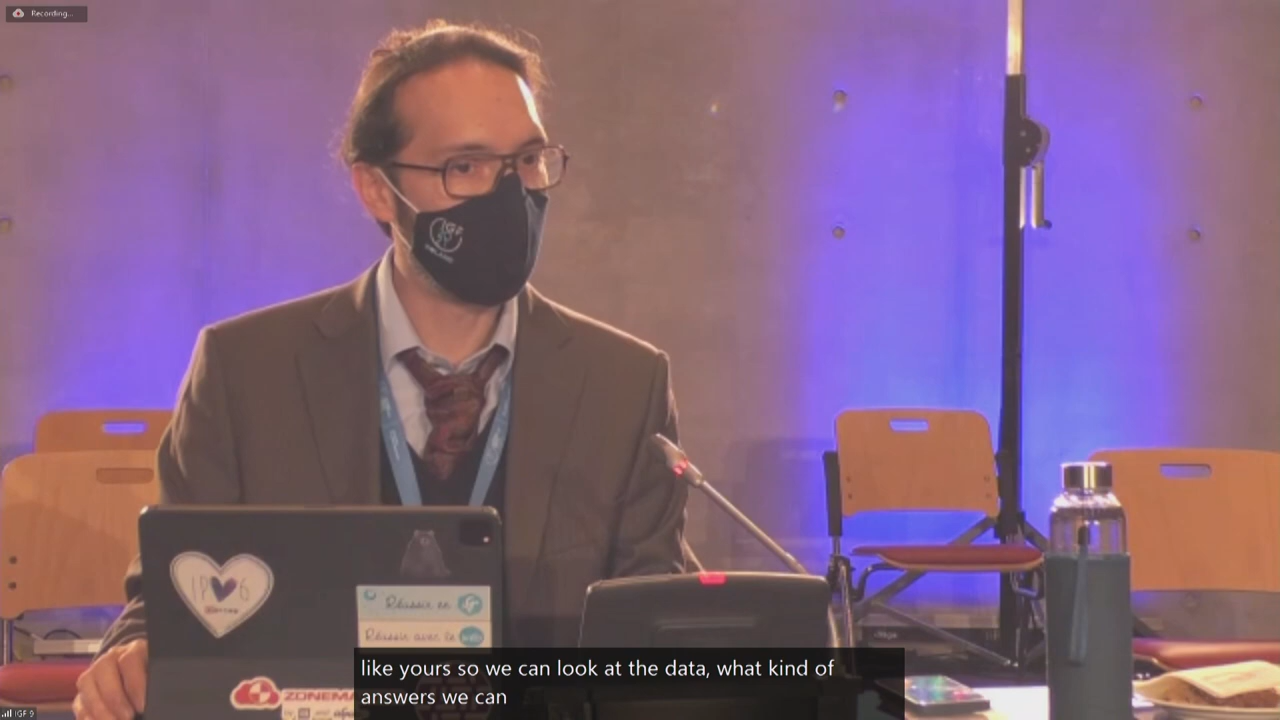 Recording...
IGF
IPv6
Réussir en
Réussir avec le
ZONEMA
like yours so we can look at the data, what kind of
answers we can
IGF 9